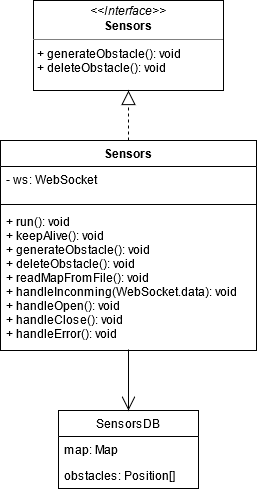 <<Interface>>
Sensors
+ generateObstacle(): void
+ deleteObstacle(): void
Sensors
- ws: WebSocket
+ run(): void
+ keepAlive(): void
+ generateObstacle(): void
+ deleteObstacle(): void
+ readMapFromFile(): void
+ handleInconming(WebSocket.data): void
+ handleOpen(): void
+ handleClose(): void
+ handleError(): void
SensorsDB
map: Map
obstacles: Position[]